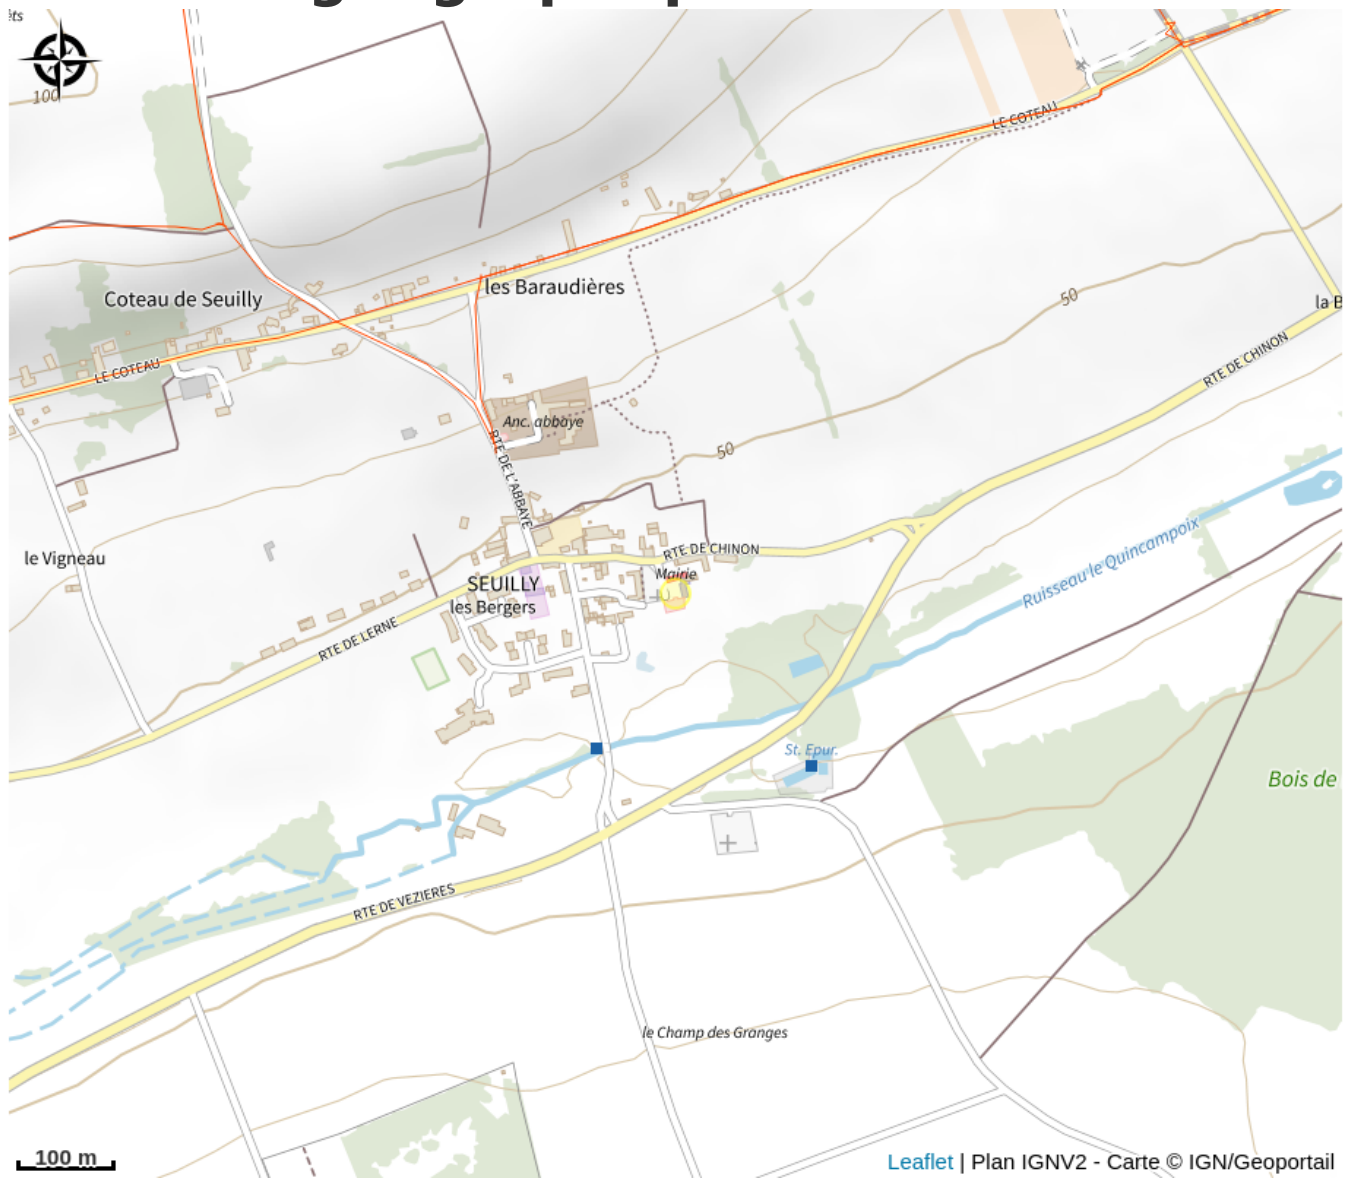 100
LE COTEAU
les Baraudières
Coteau de Seuilly
50
la B
RTE DE CHINON
LE COTEAU
Anc. abbaye
RTE DE L'ABBAYE
50
Ruisseau le Quincampoix
le Vigneau
RTE DE CHINON
Mairie
SEUILLY
les Bergers
RTE DE LERNE
St. Epur.
Bois de
RTE DE VEZIERES
le Champ des Granges
100 m
Leaflet | Plan IGNV2 - Carte © IGN/Geoportail